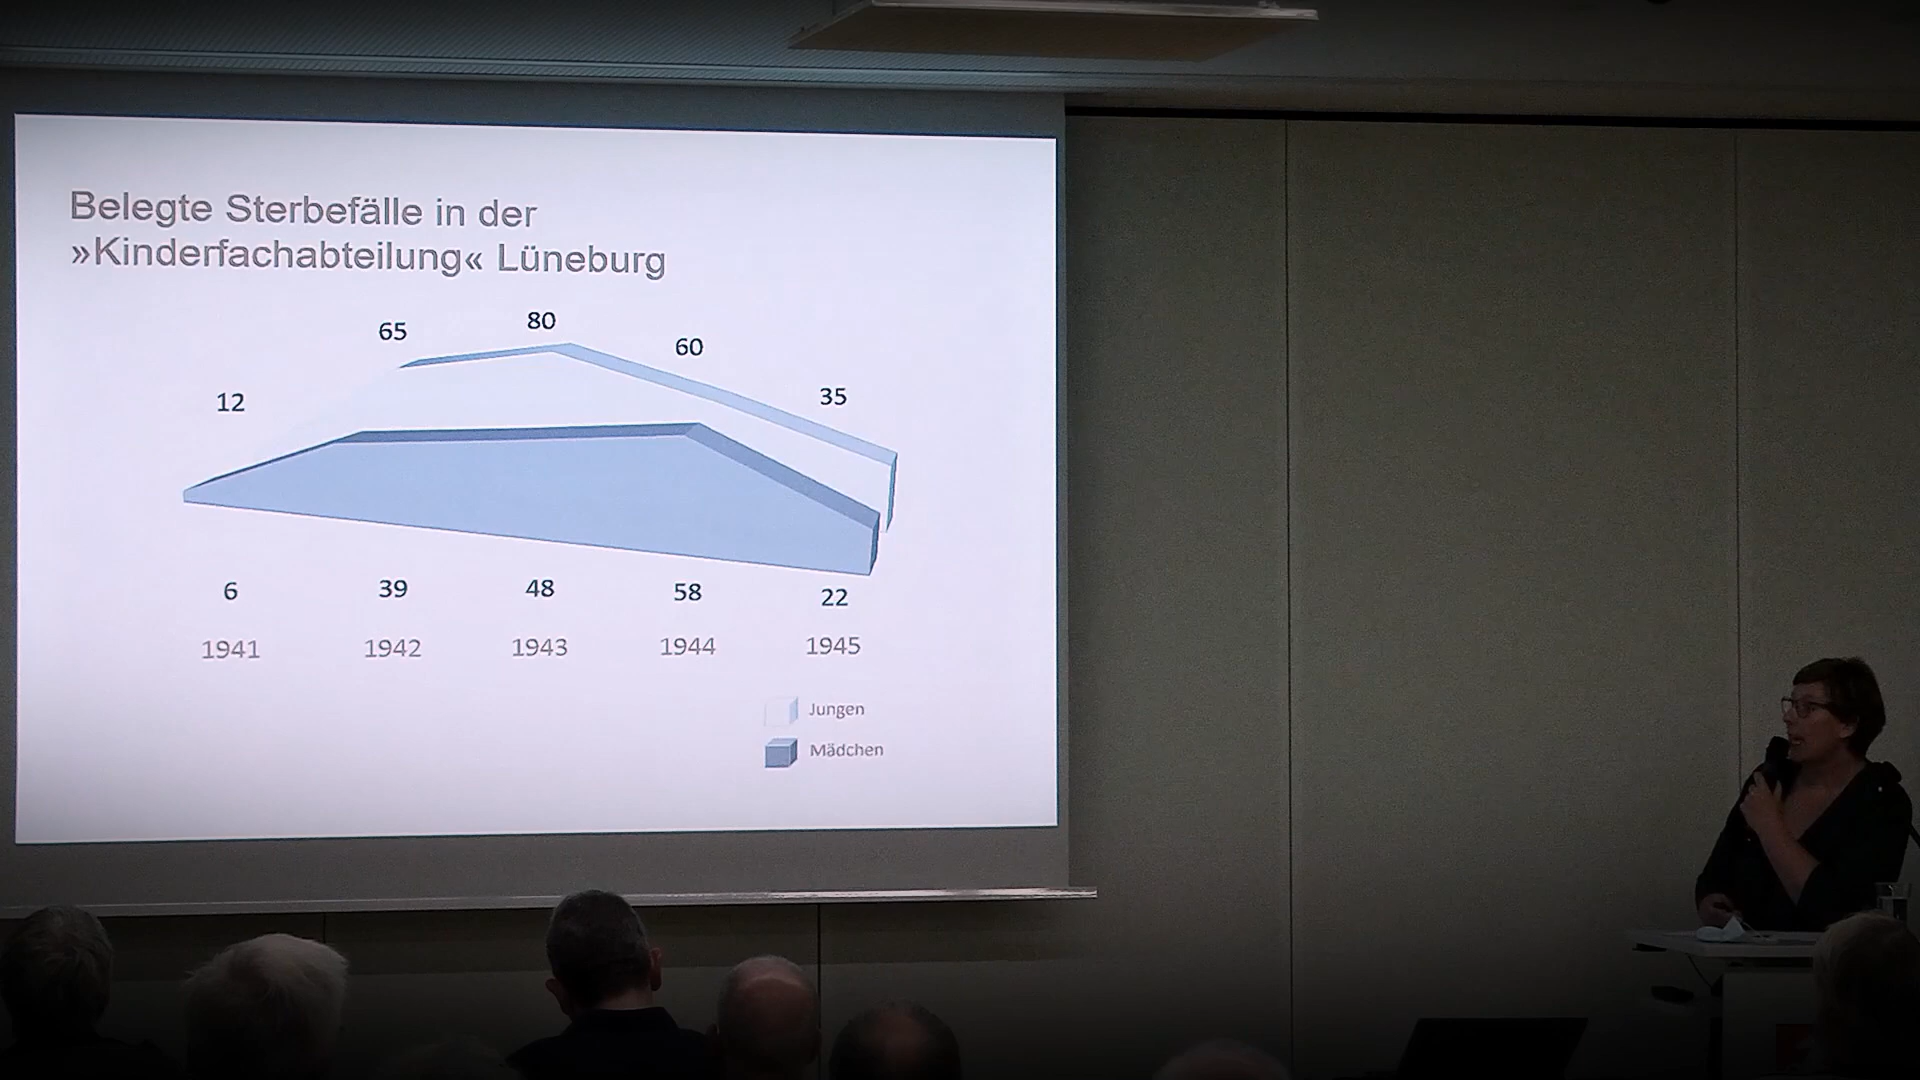 Belegte Sterbefälle in der
»Kinderfachabteilung« Lüneburg
12 65 80 60 35
6 39 48 58 22
1941 1942 1943 1944 1945
Jungen
Mädchen